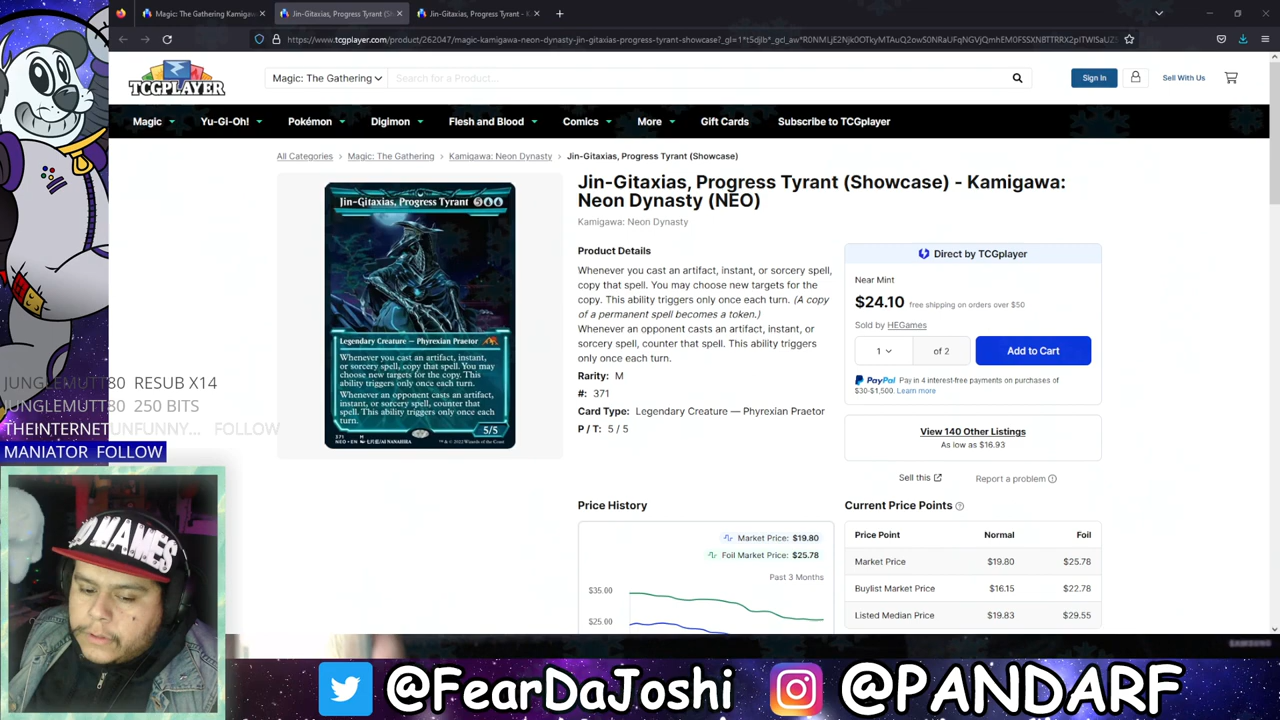 Magic: The Gathering Kamigaw
Jin-Gitaxias, Progress Tyrant (S
Jin-Gitaxias, Progress Tyrant - K
TCGPLAYER
Magic: The Gathering
Search for a Product...
Sign In
Sell With Us
Magic
Yu-Gi-Oh!
Pokémon
Digimon
Flesh and Blood
Comics
More
Gift Cards
Subscribe to TCGplayer
All Categories > Magic: The Gathering > Kamigawa: Neon Dynasty > Jin-Gitaxias, Progress Tyrant (Showcase)
Jin-Gitaxias, Progress Tyrant 5
Legendary Creature — Phyrexian Praetor
Whenever you cast an artifact, instant,
or sorcery spell, copy that spell. You may
choose new targets for the copy. This
ability triggers only once each turn.
Whenever an opponent casts an artifact,
instant, or sorcery spell, counter that
spell. This ability triggers only once each
turn.
5/5
371 M
Jin-Gitaxias, Progress Tyrant (Showcase) - Kamigawa:
Neon Dynasty (NEO)
Kamigawa: Neon Dynasty
Product Details
Whenever you cast an artifact, instant, or sorcery spell,
copy that spell. You may choose new targets for the
copy. This ability triggers only once each turn. (A copy
of a permanent spell becomes a token.)
Whenever an opponent casts an artifact, instant, or
sorcery spell, counter that spell. This ability triggers
only once each turn.
Rarity: M
#: 371
Card Type: Legendary Creature — Phyrexian Praetor
P / T: 5 / 5
Direct by TCGplayer
Near Mint
$24.10 free shipping on orders over $50
Sold by HEGames
1 of 2
Add to Cart
PayPal Pay in 4 interest-free payments on purchases of
$30-$1,500. Learn more
View 140 Other Listings
As low as $16.93
Sell this
Report a problem
Price History
Market Price: $19.80
Foil Market Price: $25.78
Past 3 Months
$35.00
$25.00
Current Price Points
Price Point Normal Foil
Market Price $19.80 $25.78
Buylist Market Price $16.15 $22.78
Listed Median Price $19.83 $29.55
JUNGLEMUTT80 RESUB X14
JUNGLEMUTT80 250 BITS
THEINTERNETUNFUNNY... FOLLOW
MANIATOR FOLLOW
NAMES
SAMSUNG
@FearDaJoshi
@PANDARF